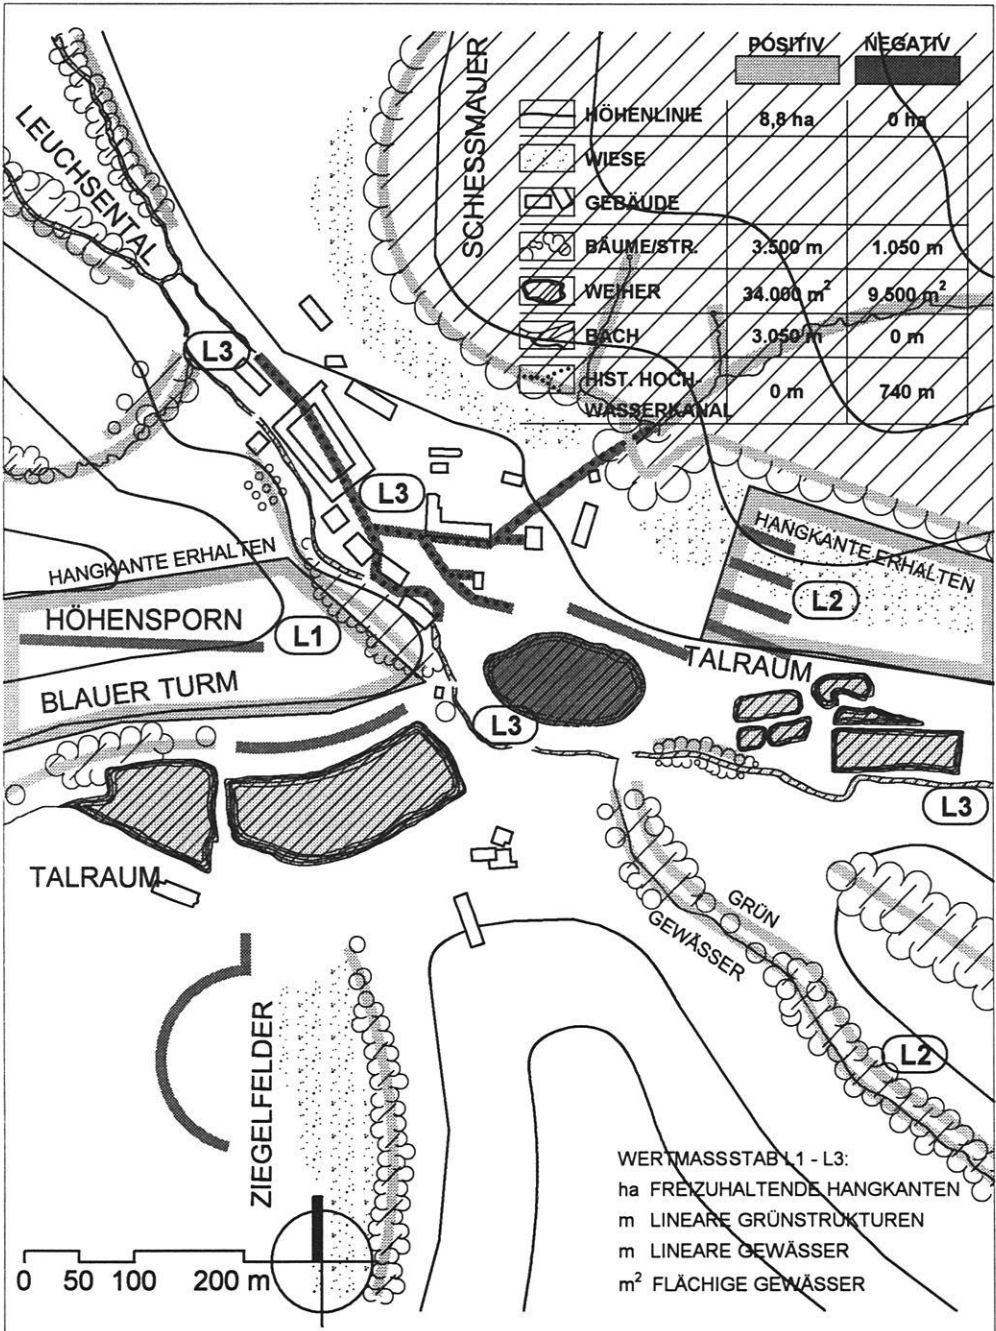 POSITIV NEGATIV
HÖHENLINIE 8,8 ha 0 ha
WIESE
GEBÄUDE
BÄUME/STR. 3.500 m 1.050 m
WEIHER 34.000 m² 9.500 m²
BACH 3.050 m 0 m
HIST. HOCH-
WASSERKANAL 0 m 740 m
SCHIESSMAUER
LEUCHSENTAL
L3
L3
HANGKANTE ERHALTEN
HANGKANTE ERHALTEN
HÖHENSPORN
L1
L2
BLAUER TURM
TALRAUM
L3
L3
TALRAUM
GRÜN
GEWÄSSER
ZIEGELFELDER
L2
WERTMASSSTAB L1 - L3:
ha FREIZUHALTENDE HANGKANTEN
m LINEARE GRÜNSTRUKTUREN
m LINEARE GEWÄSSER
m² FLÄCHIGE GEWÄSSER
0 50 100 200 m